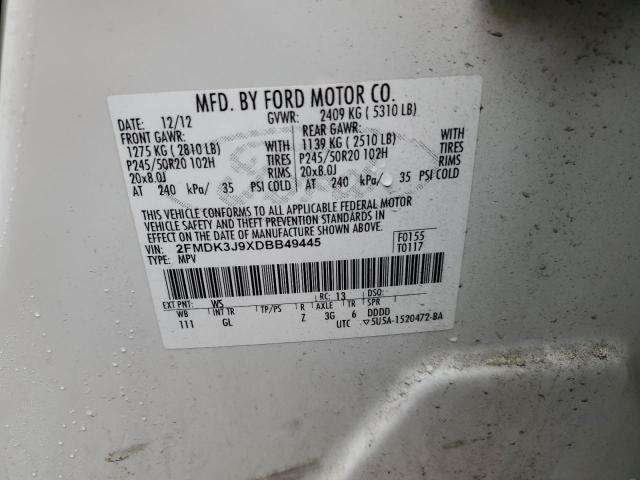 MFD. BY FORD MOTOR CO.
DATE: 12/12 GVWR: 2409 KG ( 5310 LB)
FRONT GAWR: REAR GAWR:
1275 KG ( 2810 LB) WITH 1139 KG ( 2510 LB) WITH
P245/50R20 102H TIRES P245/50R20 102H TIRES
20x8.0J RIMS 20x8.0J RIMS
AT 240 kPa/ 35 PSI COLD AT 240 kPa/ 35 PSI COLD
THIS VEHICLE CONFORMS TO ALL APPLICABLE FEDERAL MOTOR
VEHICLE SAFETY AND THEFT PREVENTION STANDARDS IN
EFFECT ON THE DATE OF MANUFACTURE SHOWN ABOVE.
VIN: 2FMDK3J9XDBB49445 F0155
TYPE: MPV T0117
EXT PNT: WS RC: 13 DSO:
WB INT TR TP/PS R AXLE TR SPR
111 GL Z 3G 6 DDDD
UTC ▽5U5A-1520472-BA